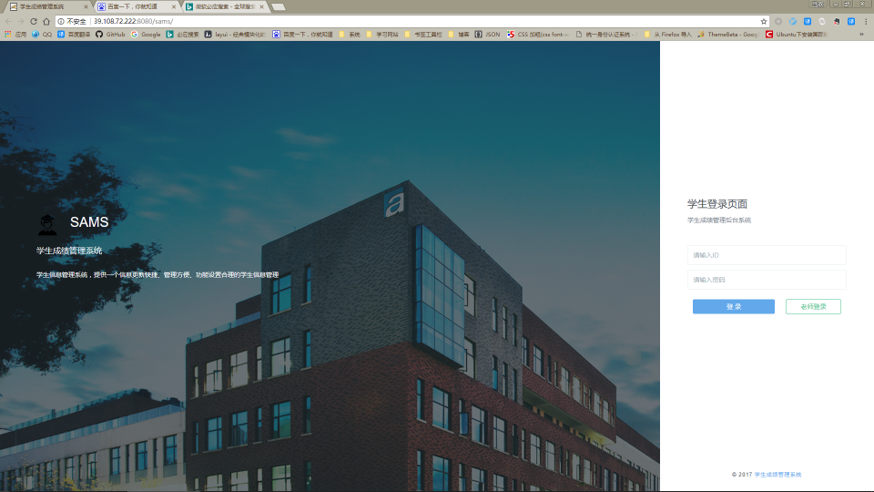 学生成绩管理系统
百度一下，你就知道
微软必应搜索 - 全球搜
不安全 39.108.72.222:8080/sams/
应用 QQ 百度翻译 GitHub Google 必应搜索 layui - 经典模块化前 百度一下，你就知道 系统 学习网站 书签工具栏 博客 JSON CSS 加粗(css font-w 统一身份认证系统 - 从 Firefox 导入 ThemeBeta - Goog Ubuntu下安装
SAMS
学生成绩管理系统
学生信息管理系统，提供一个信息更新快捷、管理方便、功能设置合理的学生信息管理
a
学生登录页面
学生成绩管理后台系统
请输入ID
请输入密码
登 录
老师登录
© 2017 学生成绩管理系统